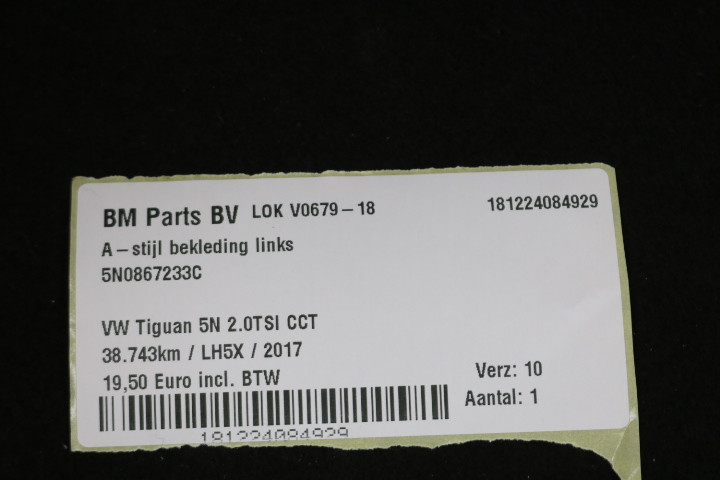 BM Parts BV LOK V0679-18 181224084929
A-stijl bekleding links
5N0867233C
VW Tiguan 5N 2.0TSI CCT
38.743km / LH5X / 2017
19,50 Euro incl. BTW Verz: 10
Aantal: 1
181224084929